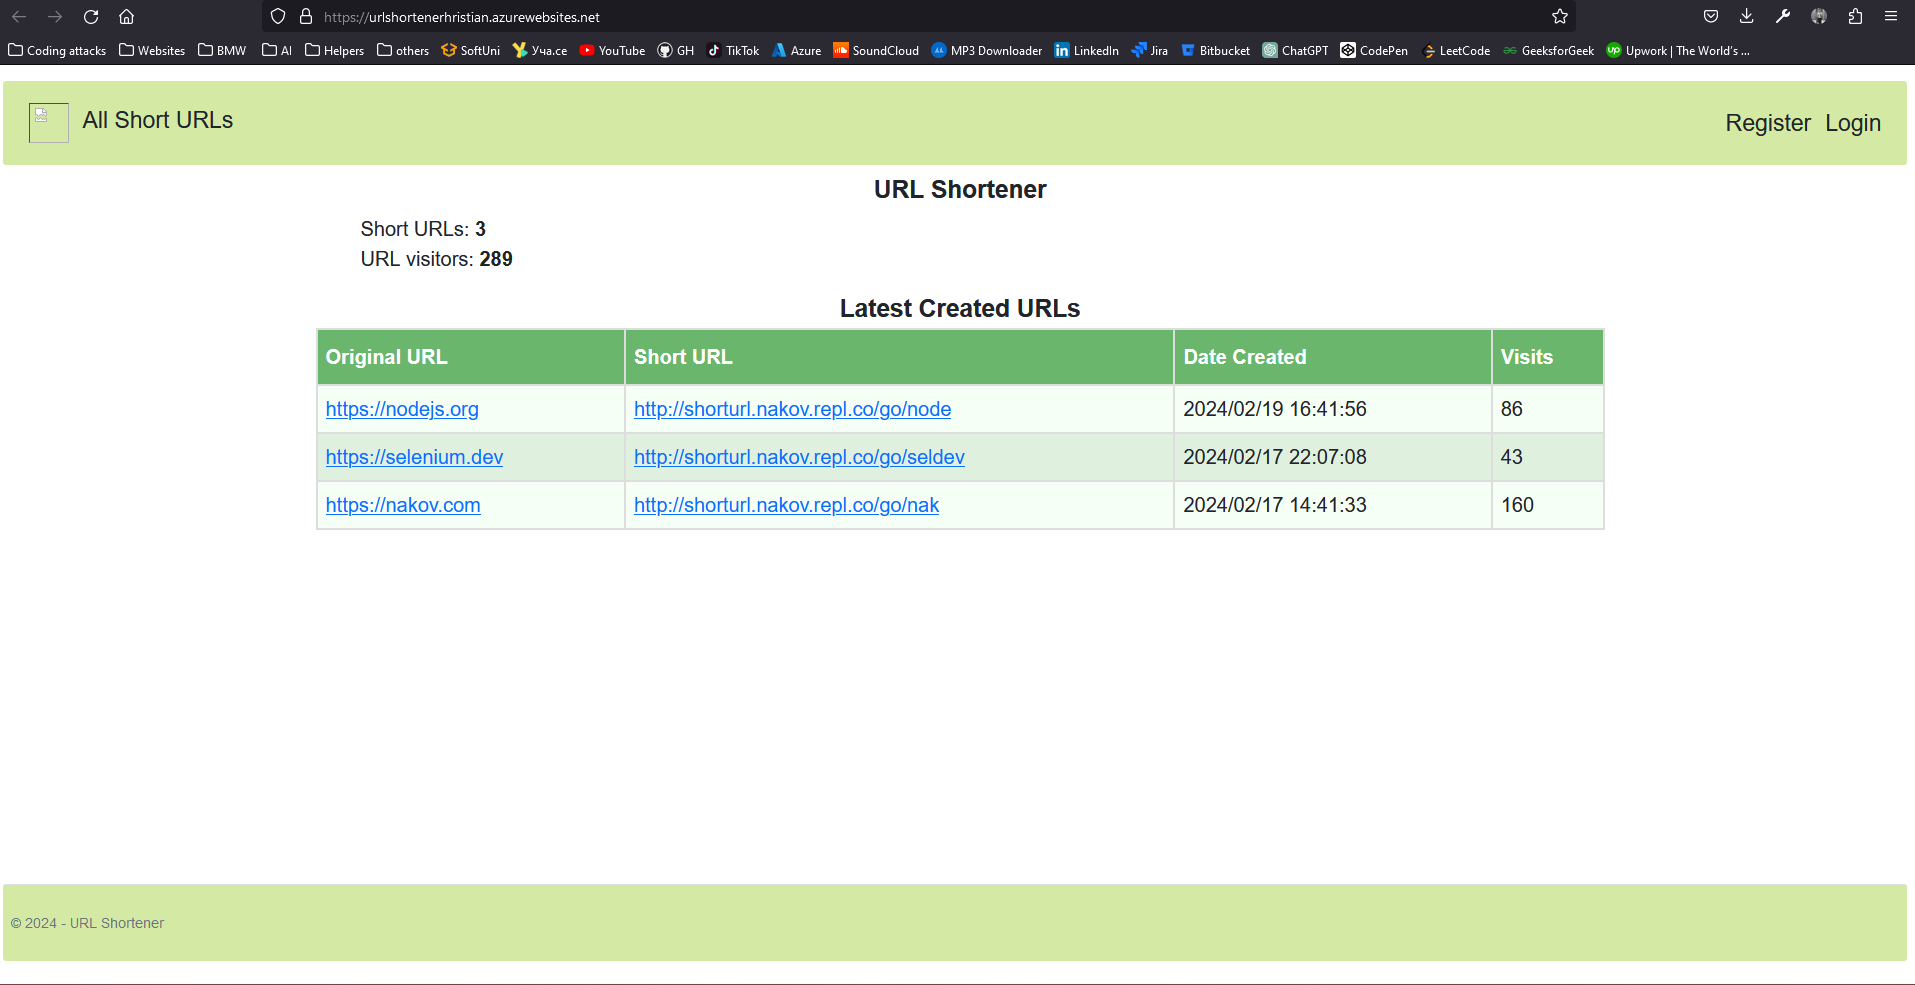 https://urlshortenerhristian.azurewebsites.net
Coding attacks Websites BMW AI Helpers others SoftUni Уча.се YouTube GH TikTok Azure SoundCloud MP3 Downloader LinkedIn Jira Bitbucket ChatGPT CodePen LeetCode GeeksforGeek Upwork | The World's ...
All Short URLs Register Login
URL Shortener
Short URLs: 3
URL visitors: 289
Latest Created URLs
Original URL Short URL Date Created Visits
https://nodejs.org http://shorturl.nakov.repl.co/go/node 2024/02/19 16:41:56 86
https://selenium.dev http://shorturl.nakov.repl.co/go/seldev 2024/02/17 22:07:08 43
https://nakov.com http://shorturl.nakov.repl.co/go/nak 2024/02/17 14:41:33 160
© 2024 - URL Shortener